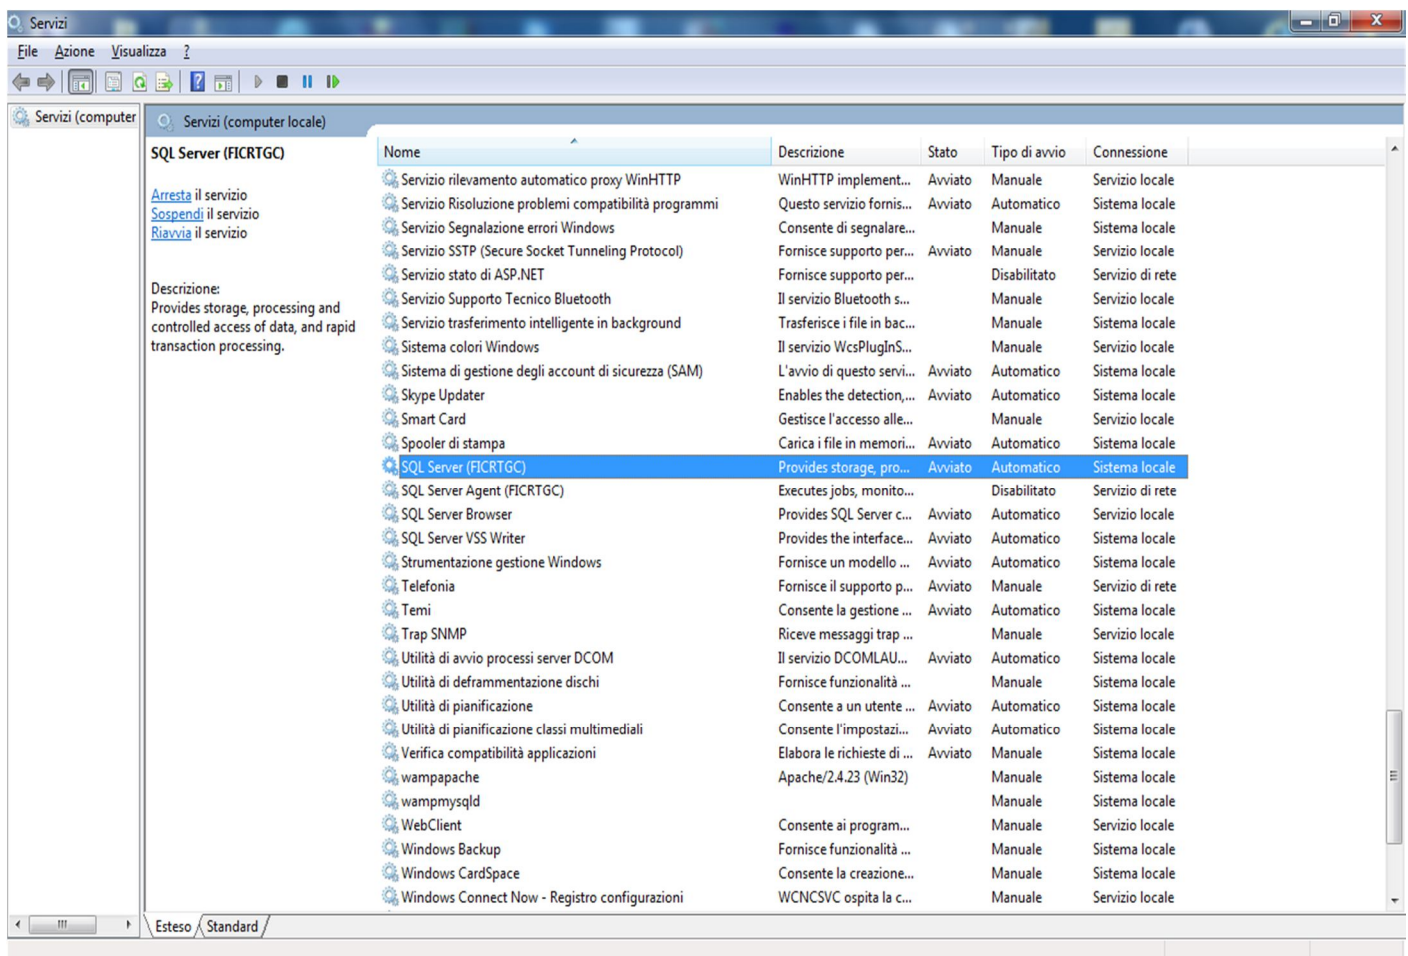 Servizi
File Azione Visualizza ?
Servizi (computer
Servizi (computer locale)
SQL Server (FICRTGC)
Arresta il servizio
Sospendi il servizio
Riavvia il servizio
Descrizione:
Provides storage, processing and
controlled access of data, and rapid
transaction processing.
Nome Descrizione Stato Tipo di avvio Connessione
Servizio rilevamento automatico proxy WinHTTP WinHTTP implement... Avviato Manuale Servizio locale
Servizio Risoluzione problemi compatibilità programmi Questo servizio fornis... Avviato Automatico Sistema locale
Servizio Segnalazione errori Windows Consente di segnalare... Manuale Sistema locale
Servizio SSTP (Secure Socket Tunneling Protocol) Fornisce supporto per... Avviato Manuale Servizio locale
Servizio stato di ASP.NET Fornisce supporto per... Disabilitato Servizio di rete
Servizio Supporto Tecnico Bluetooth Il servizio Bluetooth s... Manuale Servizio locale
Servizio trasferimento intelligente in background Trasferisce i file in bac... Manuale Sistema locale
Sistema colori Windows Il servizio WcsPlugInS... Manuale Servizio locale
Sistema di gestione degli account di sicurezza (SAM) L'avvio di questo servi... Avviato Automatico Sistema locale
Skype Updater Enables the detection,... Avviato Automatico Sistema locale
Smart Card Gestisce l'accesso alle... Manuale Servizio locale
Spooler di stampa Carica i file in memori... Avviato Automatico Sistema locale
SQL Server (FICRTGC) Provides storage, pro... Avviato Automatico Sistema locale
SQL Server Agent (FICRTGC) Executes jobs, monito... Disabilitato Servizio di rete
SQL Server Browser Provides SQL Server c... Avviato Automatico Servizio locale
SQL Server VSS Writer Provides the interface... Avviato Automatico Sistema locale
Strumentazione gestione Windows Fornisce un modello ... Avviato Automatico Sistema locale
Telefonia Fornisce il supporto p... Avviato Manuale Servizio di rete
Temi Consente la gestione ... Avviato Automatico Sistema locale
Trap SNMP Riceve messaggi trap ... Manuale Servizio locale
Utilità di avvio processi server DCOM Il servizio DCOMLAU... Avviato Automatico Sistema locale
Utilità di deframmentazione dischi Fornisce funzionalità ... Manuale Sistema locale
Utilità di pianificazione Consente a un utente ... Avviato Automatico Sistema locale
Utilità di pianificazione classi multimediali Consente l'impostazi... Avviato Automatico Sistema locale
Verifica compatibilità applicazioni Elabora le richieste di ... Avviato Manuale Sistema locale
wampapache Apache/2.4.23 (Win32) Manuale Sistema locale
wampmysqld Manuale Sistema locale
WebClient Consente ai program... Manuale Servizio locale
Windows Backup Fornisce funzionalità ... Manuale Sistema locale
Windows CardSpace Consente la creazione... Manuale Sistema locale
Windows Connect Now - Registro configurazioni WCNCSVC ospita la c... Manuale Servizio locale
Esteso Standard